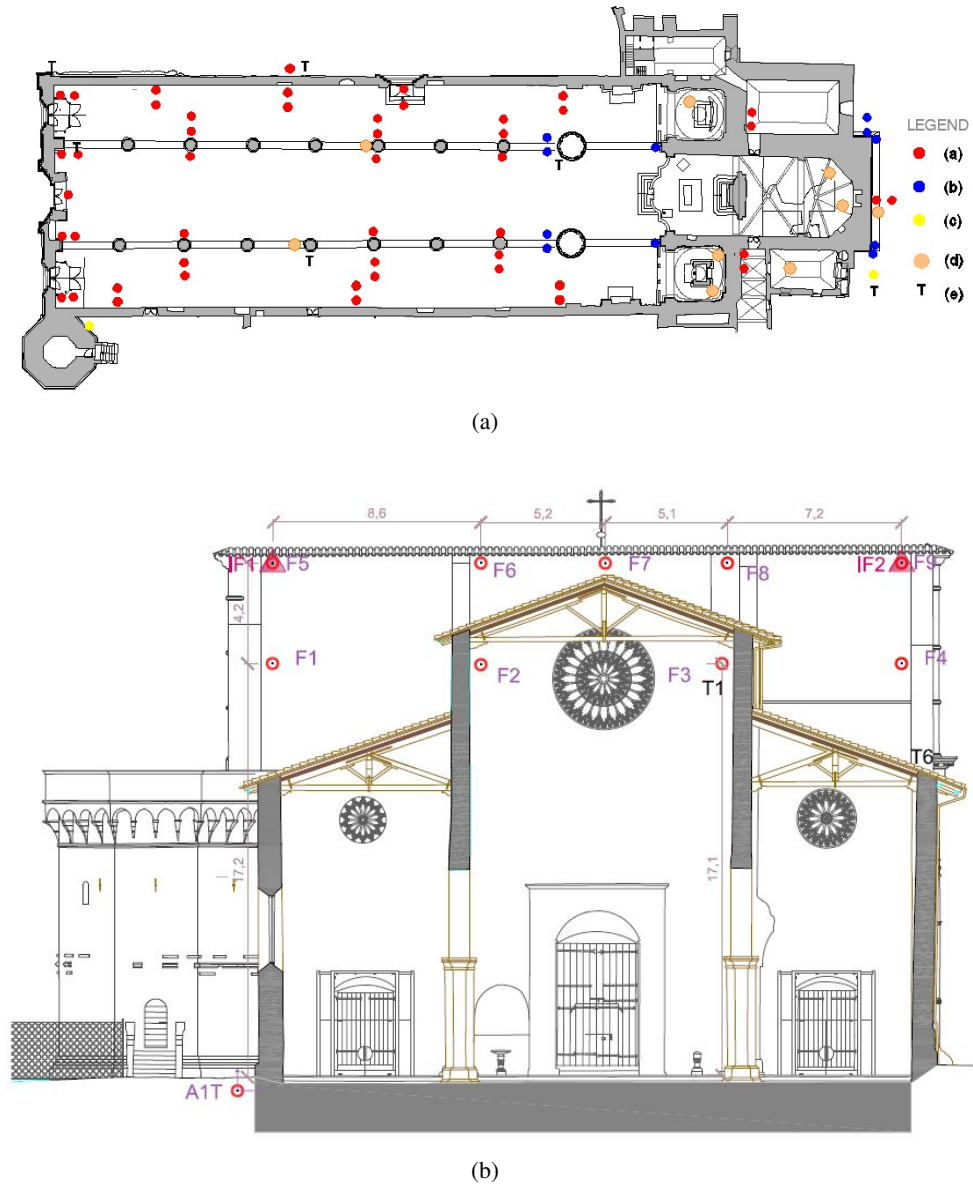 T
T
LEGEND
(a)
(b)
T
T
(c)
(d)
T
T
(e)
(a)
8,6
5,2
5,1
7,2
IF1
F5
F6
F7
F8
IF2
F9
4,2
F1
F2
F3
F4
T1
T6
17,2
17,1
A1T
(b)